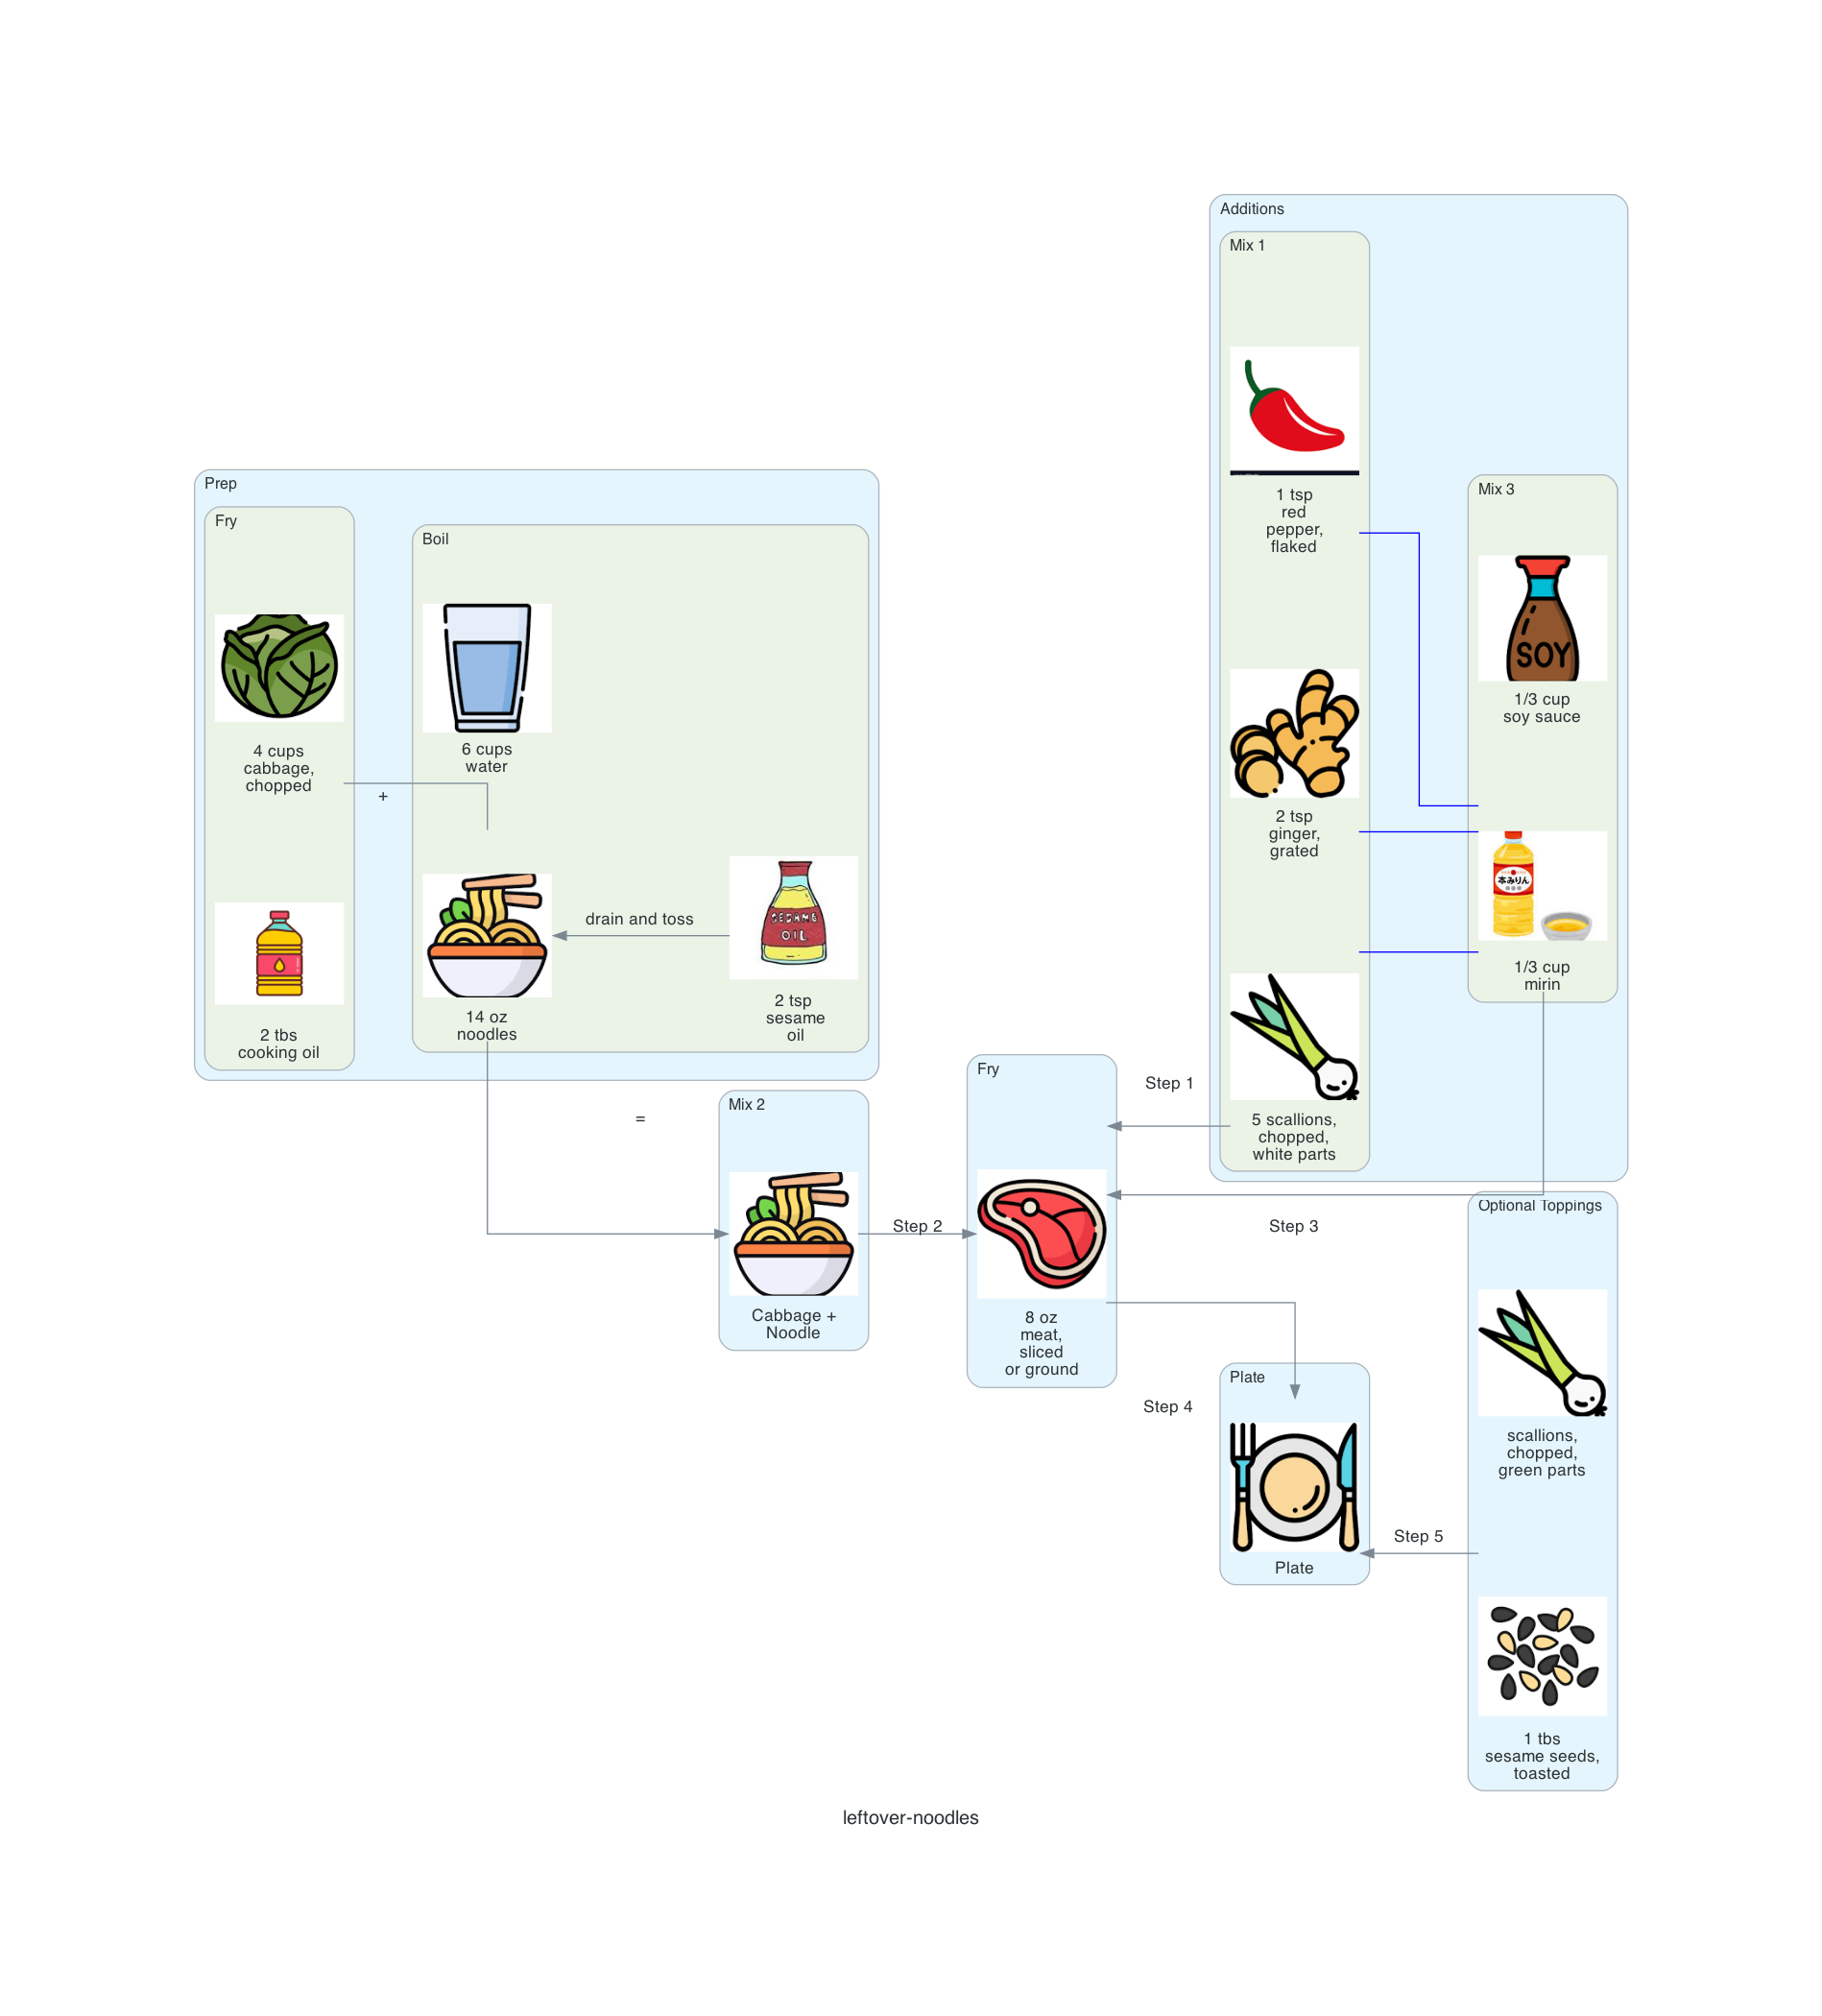 Additions
Mix 1
1 tsp
red
pepper,
flaked
2 tsp
ginger,
grated
5 scallions,
chopped,
white parts
Mix 3
SOY
1/3 cup
soy sauce
本みりん
1/3 cup
mirin
Prep
Fry
4 cups
cabbage,
chopped
+
2 tbs
cooking oil
Boil
6 cups
water
14 oz
noodles
drain and toss
SESAME
OIL
2 tsp
sesame
oil
=
Mix 2
Cabbage +
Noodle
Step 2
Fry
8 oz
meat,
sliced
or ground
Step 1
Step 3
Step 4
Plate
Plate
Step 5
Optional Toppings
scallions,
chopped,
green parts
1 tbs
sesame seeds,
toasted
leftover-noodles